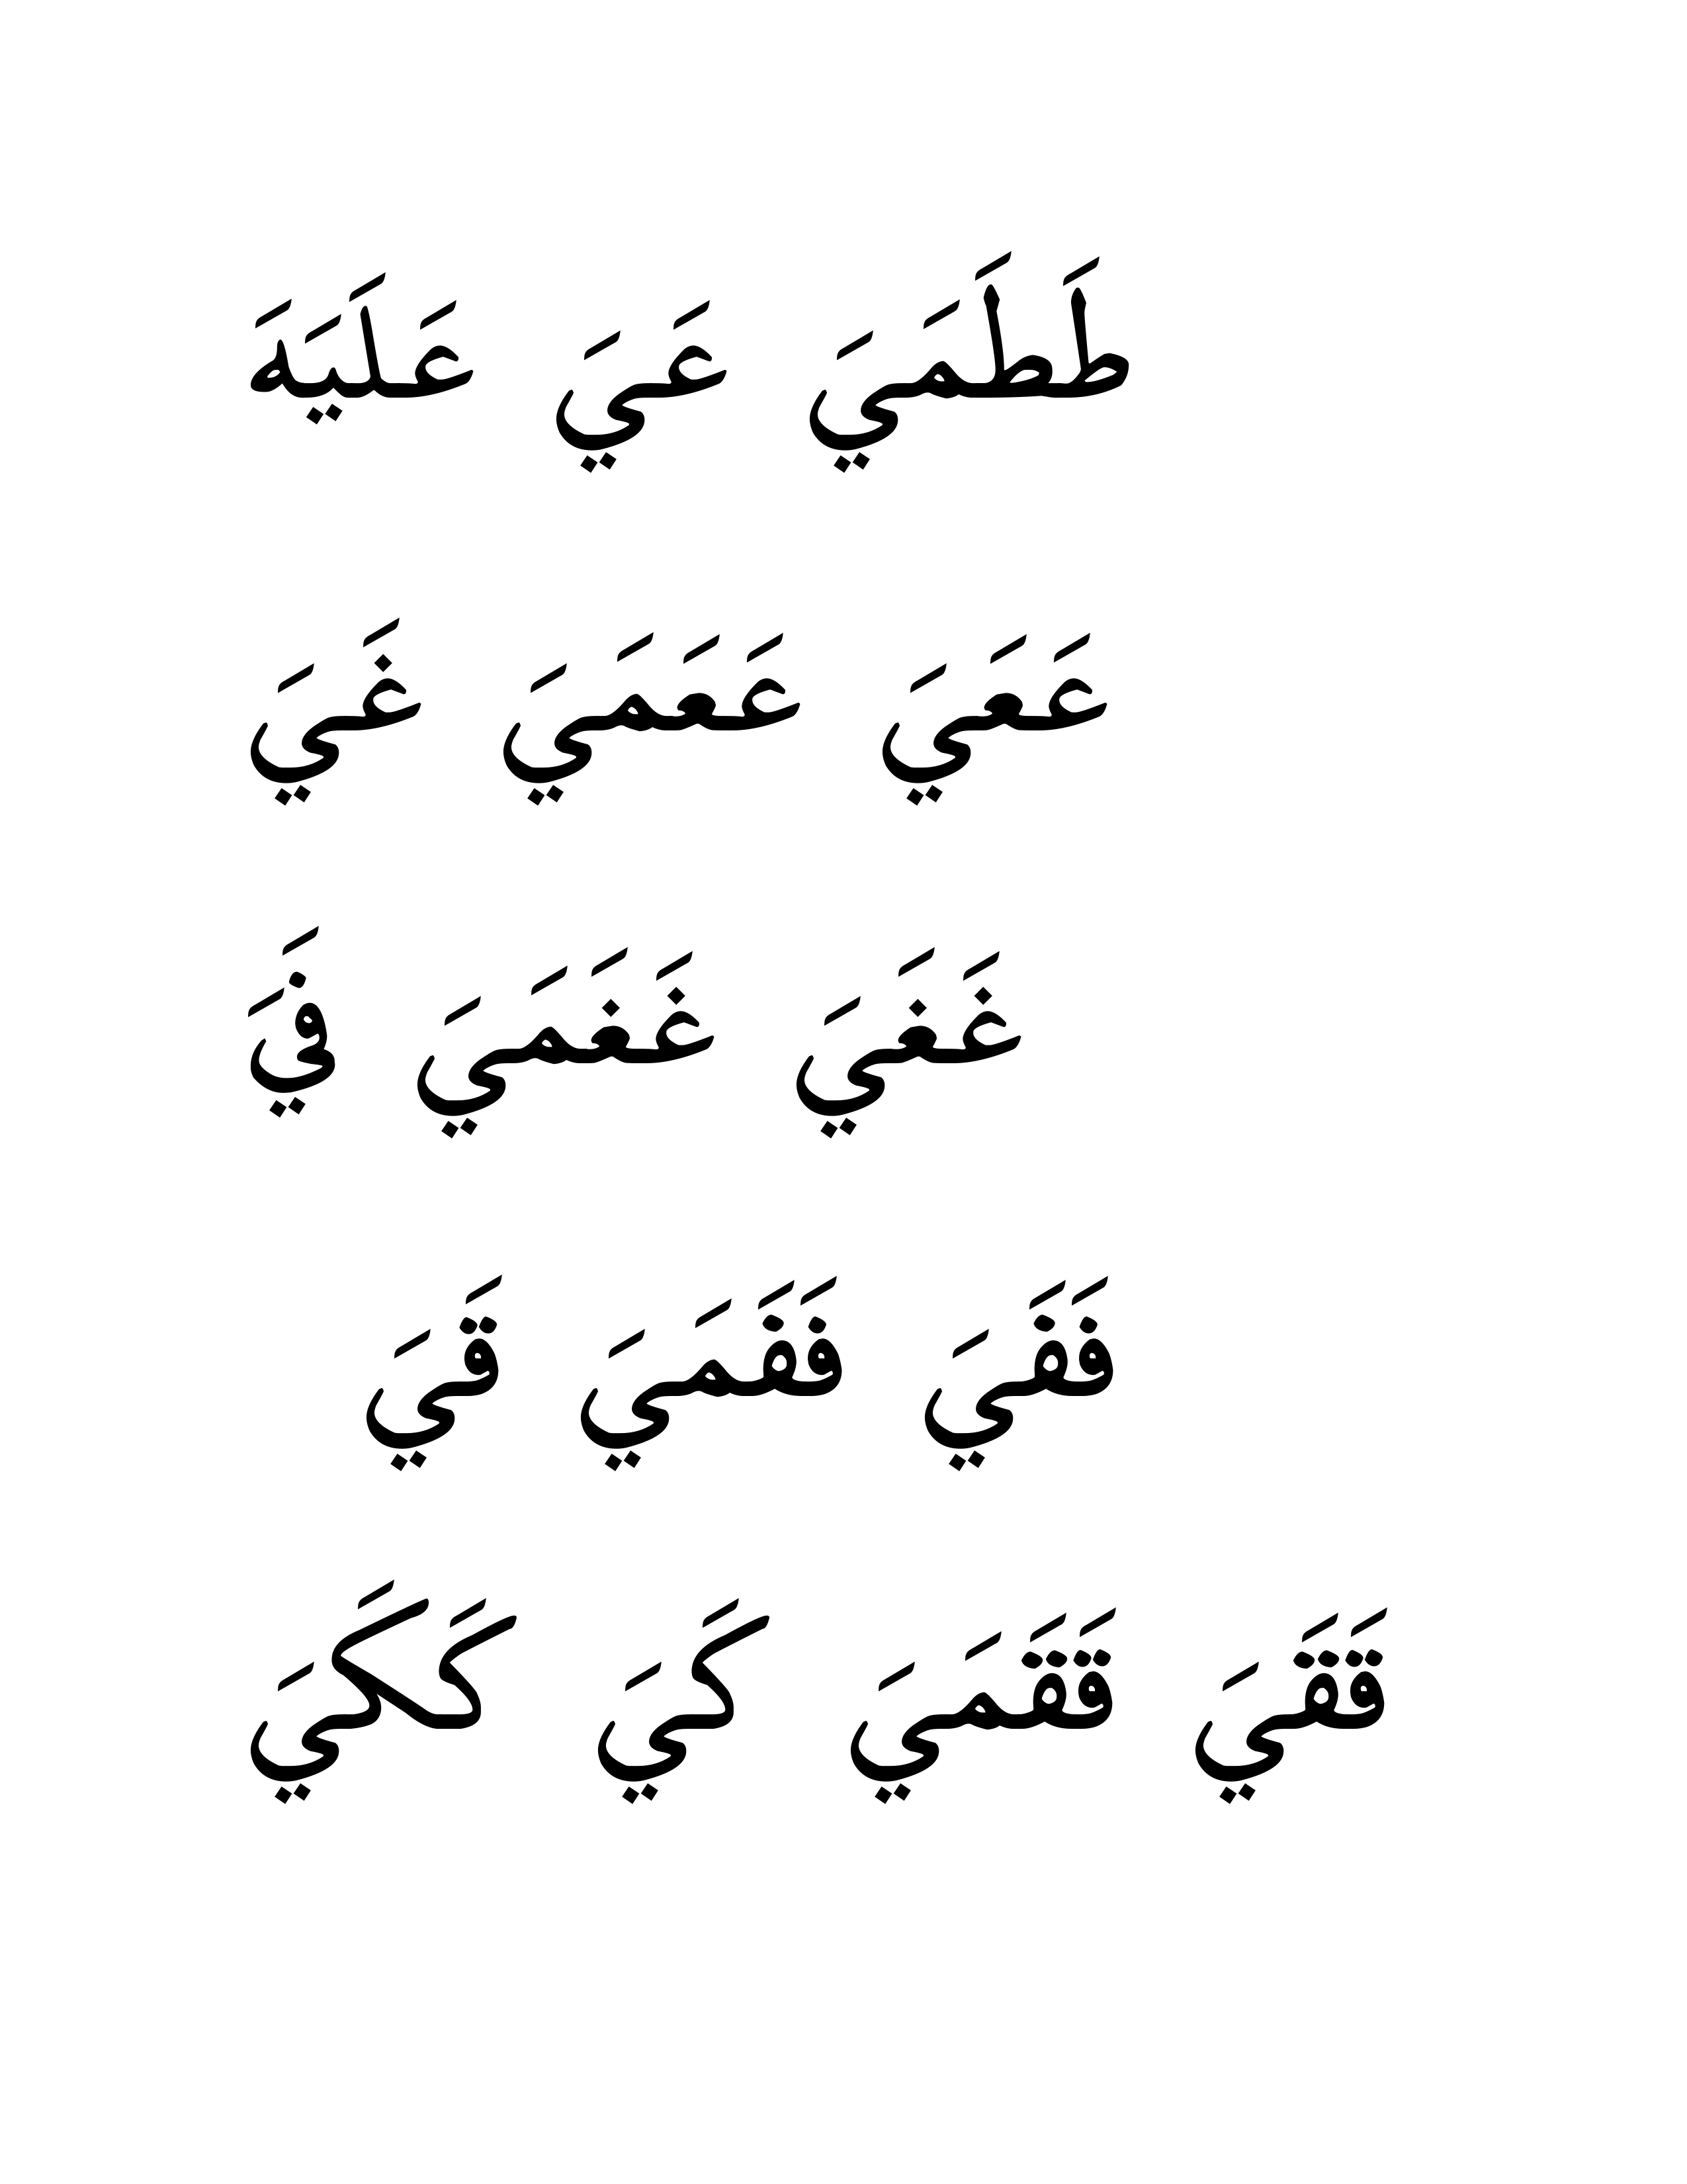 طَطَمَيَ عَيَ عَلَيَهَ
عَعَيَ عَعَمَيَ غَيَ
غَغَيَ غَغَمَيَ فَيَ
فَفَيَ فَفَمَيَ قَيَ
قَقَيَ قَقَمَيَ كَيَ كَكَيَ